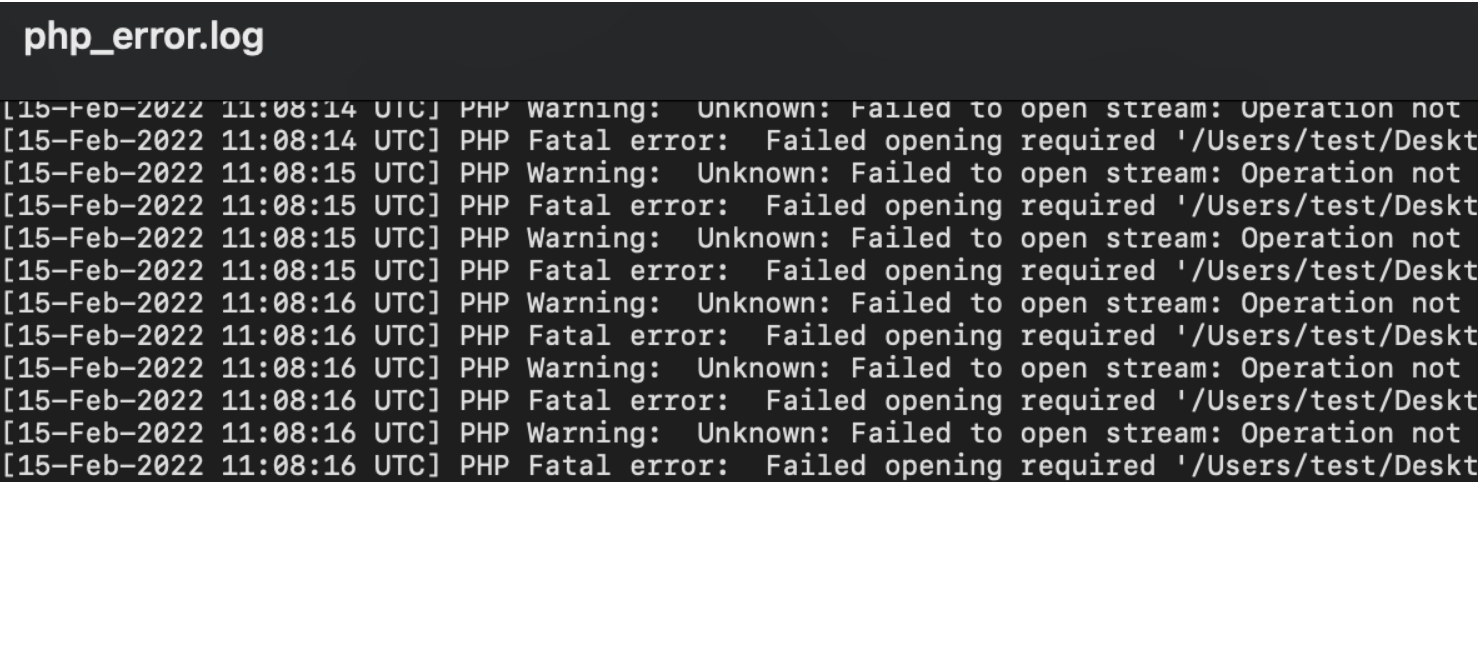 php_error.log
[15-Feb-2022 11:08:14 UTC] PHP Warning:  Unknown: Failed to open stream: Operation not
[15-Feb-2022 11:08:14 UTC] PHP Fatal error:  Failed opening required '/Users/test/Deskt
[15-Feb-2022 11:08:15 UTC] PHP Warning:  Unknown: Failed to open stream: Operation not
[15-Feb-2022 11:08:15 UTC] PHP Fatal error:  Failed opening required '/Users/test/Deskt
[15-Feb-2022 11:08:15 UTC] PHP Warning:  Unknown: Failed to open stream: Operation not
[15-Feb-2022 11:08:15 UTC] PHP Fatal error:  Failed opening required '/Users/test/Deskt
[15-Feb-2022 11:08:16 UTC] PHP Warning:  Unknown: Failed to open stream: Operation not
[15-Feb-2022 11:08:16 UTC] PHP Fatal error:  Failed opening required '/Users/test/Deskt
[15-Feb-2022 11:08:16 UTC] PHP Warning:  Unknown: Failed to open stream: Operation not
[15-Feb-2022 11:08:16 UTC] PHP Fatal error:  Failed opening required '/Users/test/Deskt
[15-Feb-2022 11:08:16 UTC] PHP Warning:  Unknown: Failed to open stream: Operation not
[15-Feb-2022 11:08:16 UTC] PHP Fatal error:  Failed opening required '/Users/test/Deskt